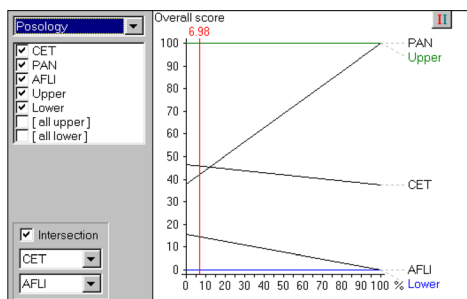 Posology
CET
PAN
AFLI
Upper
Lower
[ all upper ]
[ all lower ]
Intersection
CET
AFLI
Overall score
6.98
100
90
80
70
60
50
40
30
20
10
0
0 10 20 30 40 50 60 70 80 90 100 %
PAN
Upper
CET
AFLI
Lower